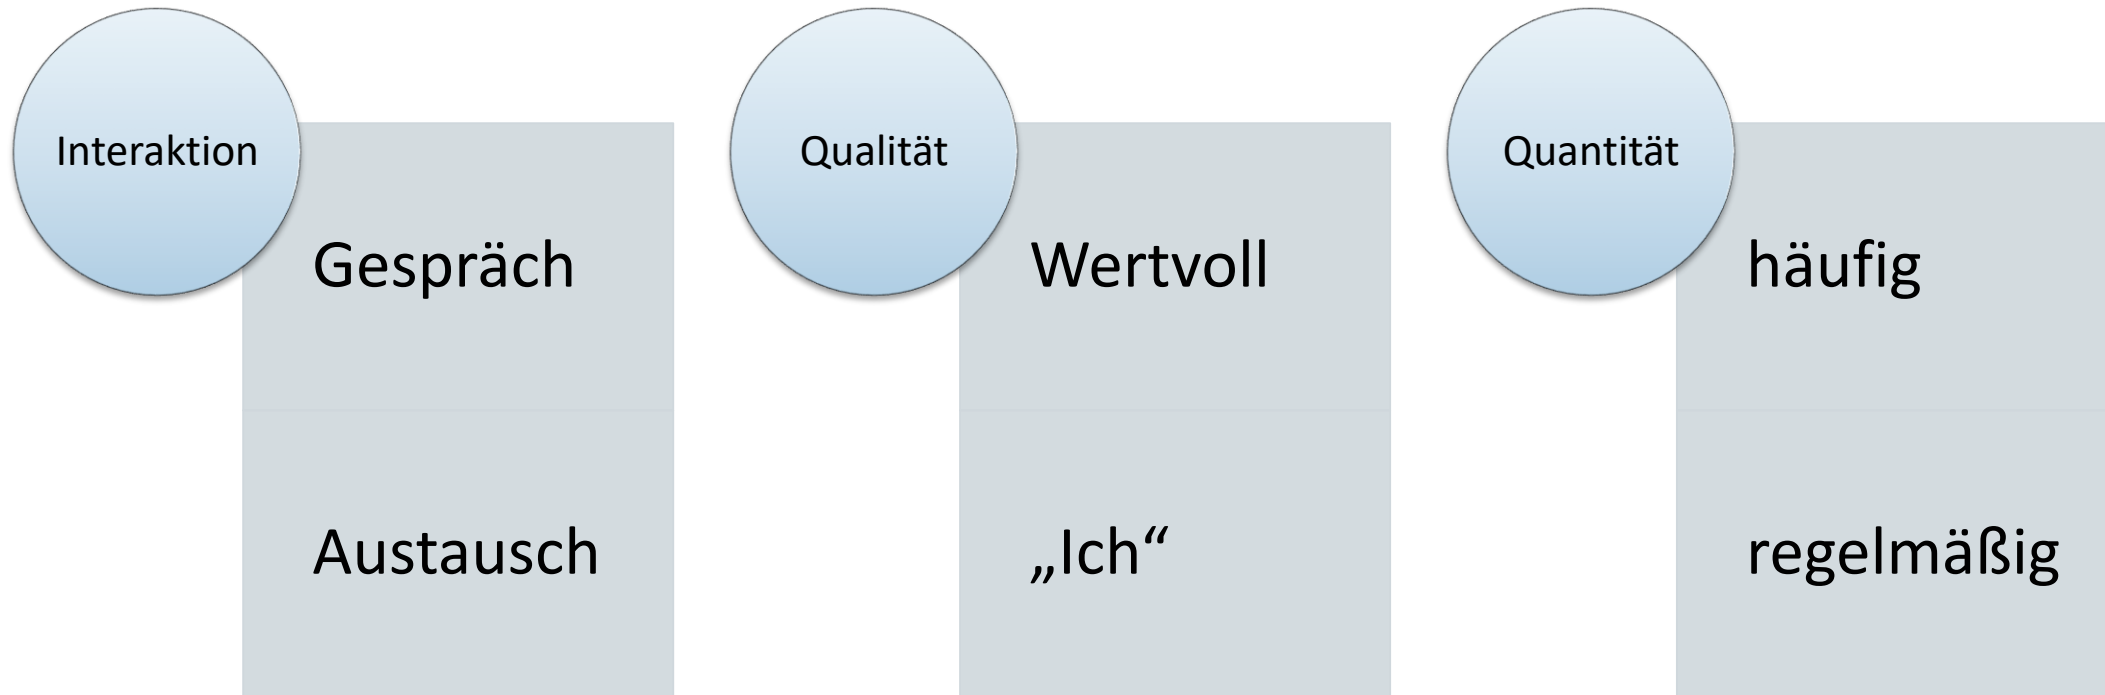 Interaktion
Gespräch
Austausch
Qualität
Wertvoll
„Ich“
Quantität
häufig
regelmäßig